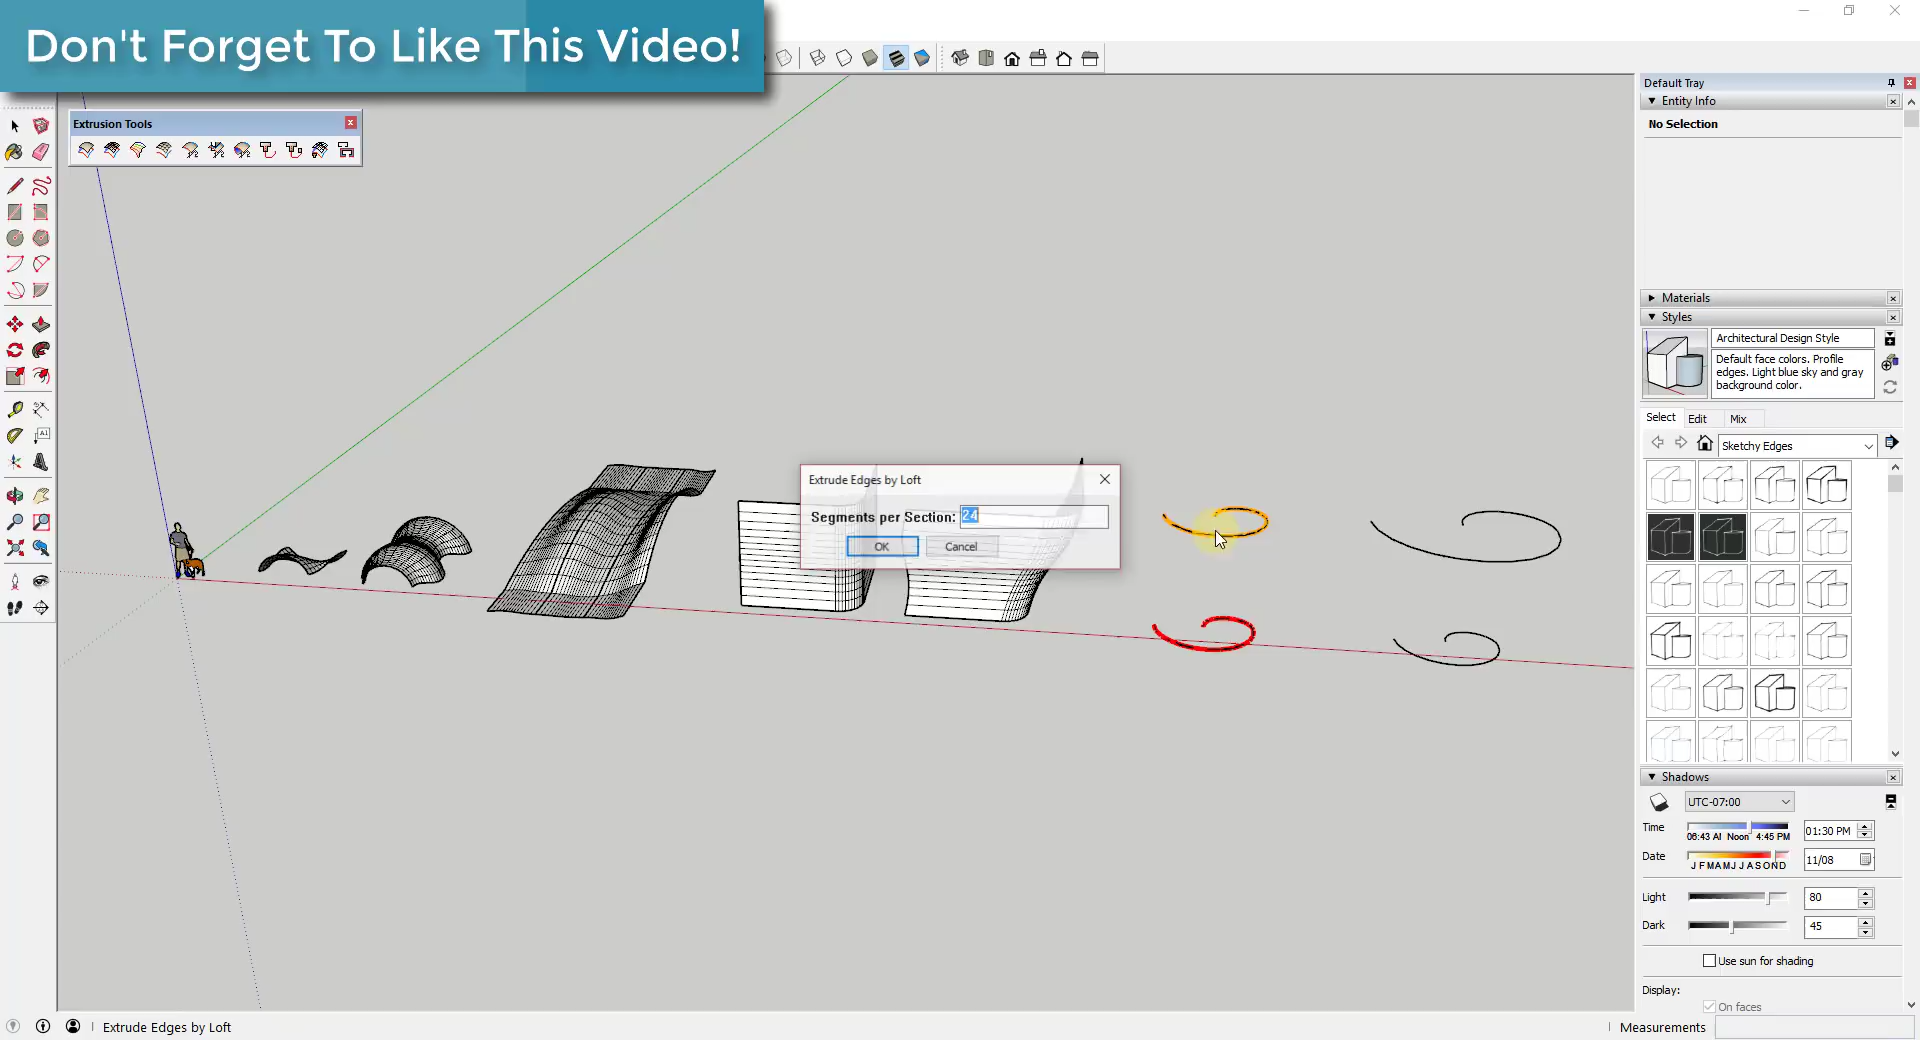 Don't Forget To Like This Video!
Extrusion Tools
Default Tray
Entity Info
No Selection
Materials
Styles
Architectural Design Style
Default face colors. Profile
edges. Light blue sky and gray
background color.
Select Edit Mix
Sketchy Edges
Extrude Edges by Loft
Segments per Section: 24
OK Cancel
Shadows
UTC-07:00
Time 06:43 AM Noon 4:45 PM 01:30 PM
Date J F M A M J J A S O N D 11/08
Light 80
Dark 45
Use sun for shading
Display:
On faces
Extrude Edges by Loft
Measurements